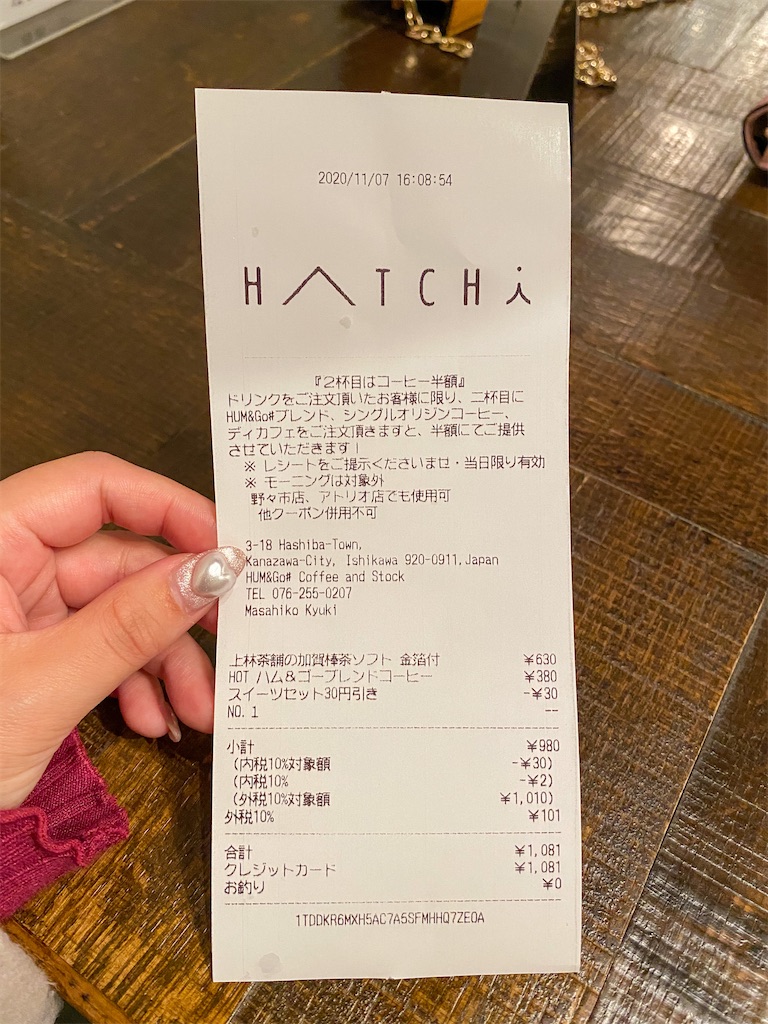 2020/11/07 16:08:54
HATCHi
『2杯目はコーヒー半額』
ドリンクをご注文頂いたお客様に限り、二杯目に
HUM&Go#ブレンド、シングルオリジンコーヒー、
ディカフェをご注文頂きますと、半額にてご提供
させていただきます!
※ レシートをご提示くださいませ・当日限り有効
※ モーニングは対象外
野々市店、アトリオ店でも使用可
他クーポン併用不可
3-18 Hashiba-Town,
Kanazawa-City, Ishikawa 920-0911,Japan
HUM&Go# Coffee and Stock
TEL 076-255-0207
Masahiko Kyuki
上林茶舗の加賀棒茶ソフト 金箔付 ¥630
HOT ハム&ゴーブレンドコーヒー ¥380
スイーツセット30円引き -¥30
NO.1 --
小計 ¥980
(内税10%対象額 -¥30)
(内税10% -¥2)
(外税10%対象額 ¥1,010)
外税10% ¥101
合計 ¥1,081
クレジットカード ¥1,081
お釣り ¥0
1TDDKR6MXH5AC7A5SFMHHQ7ZEOA